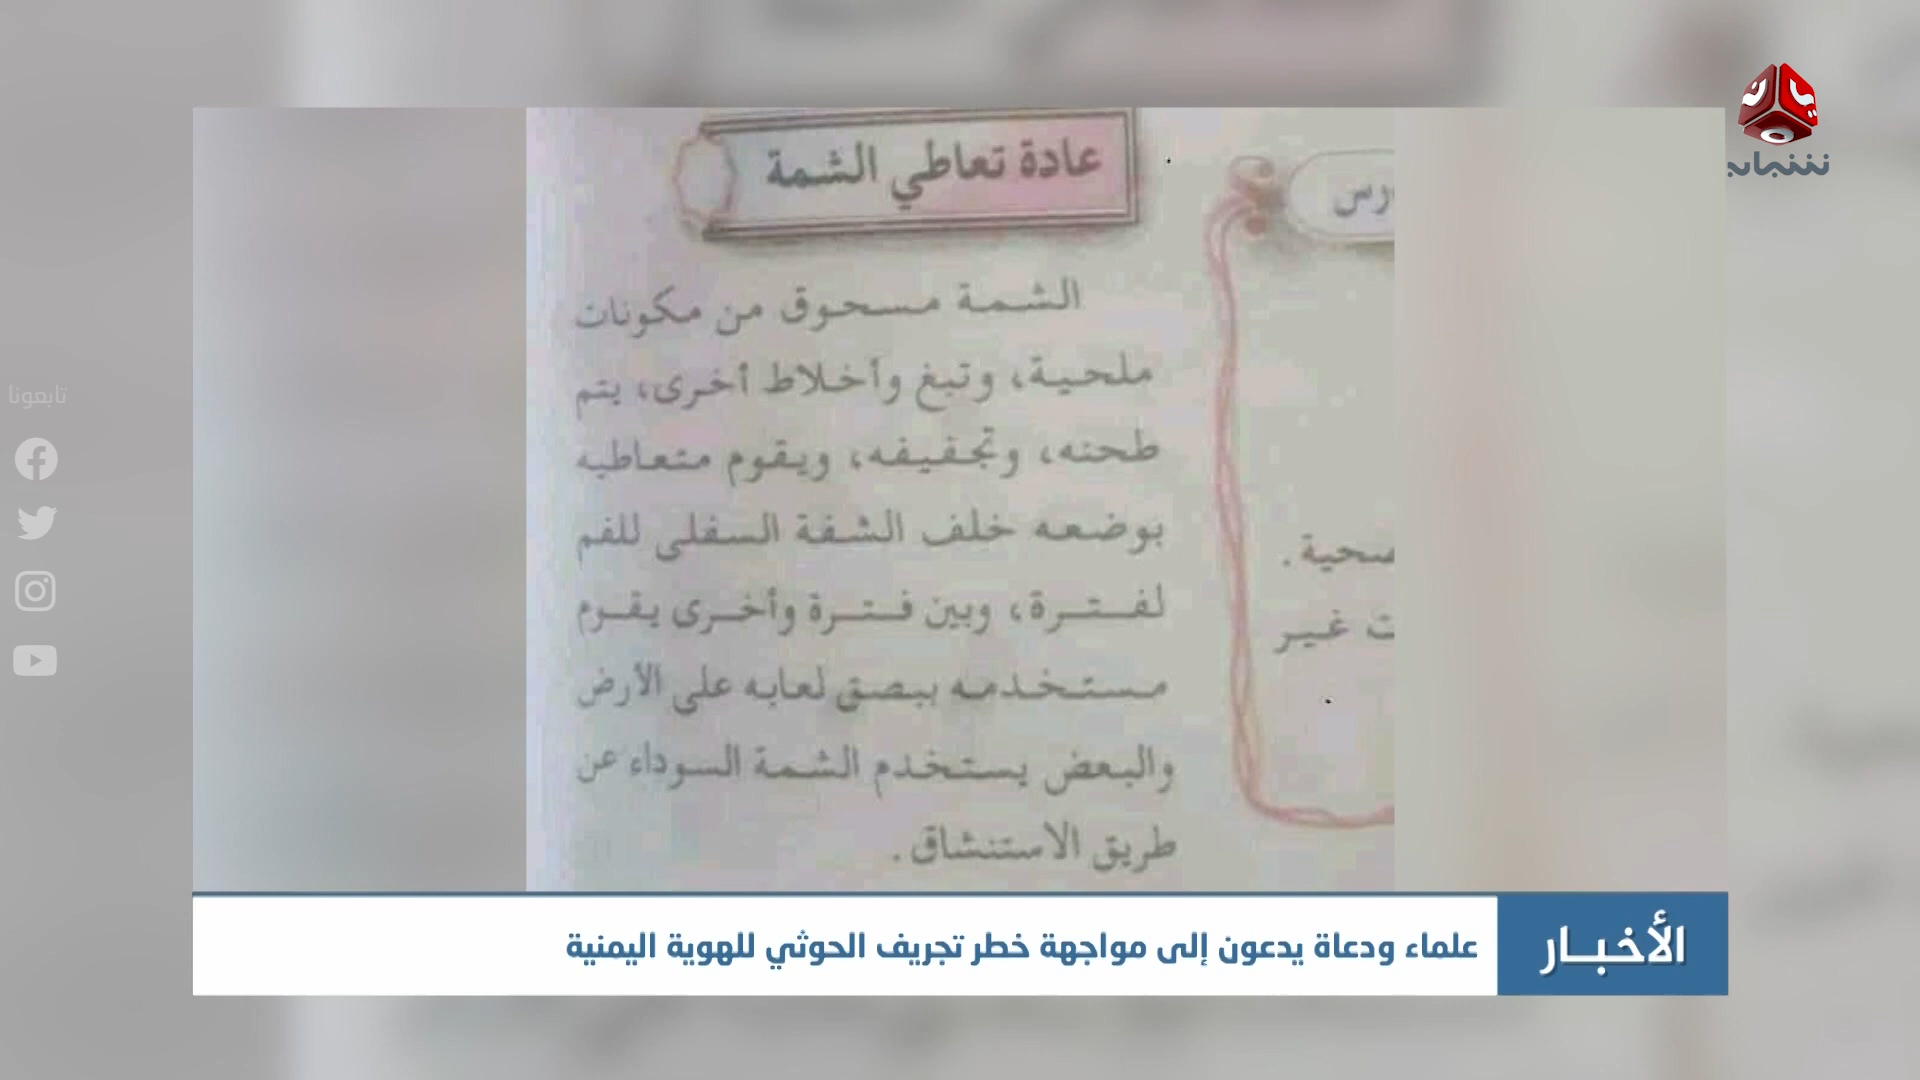 عادة تعاطي الشمة
الشمة مسحوق من مكونات
ملحية، وتبغ وأخلاط أخرى، يتم
طحنه، وتجفيفه، ويقوم متعاطيه
بوضعه خلف الشفة السفلى للفم
لفترة، وبين فترة وأخرى يقوم
مستخدمه ببصق لعابه على الأرض
والبعض يستخدم الشمة السوداء عن
طريق الاستنشاق.
صحية.
غير
تابعونا
الأخبار
علماء ودعاة يدعون إلى مواجهة خطر تجريف الحوثي للهوية اليمنية